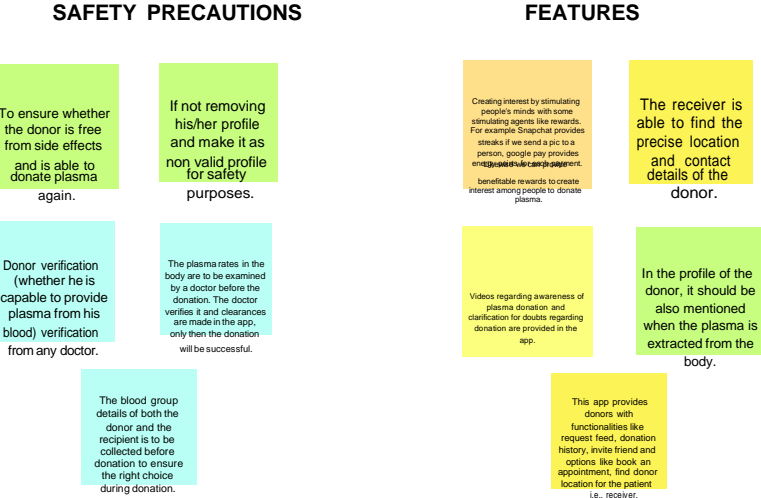 SAFETY PRECAUTIONS
FEATURES
To ensure whether
the donor is free
from side effects
and is able to
donate plasma
again.
If not removing
his/her profile
and make it as
non valid profile
for safety
purposes.
Creating interest by stimulating
people's minds with some
stimulating agents like rewards.
For example Snapchat provides
streaks if we send a pic to a
person, google pay provides
energy points for each payment.
Likewise we can provide
benefitable rewards to create
interest among people to donate
plasma.
The receiver is
able to find the
precise location
and contact
details of the
donor.
Donor verification
(whether he is
capable to provide
plasma from his
blood) verification
from any doctor.
The plasma rates in the
body are to be examined
by a doctor before the
donation. The doctor
verifies it and clearances
are made in the app,
only then the donation
will be successful.
Videos regarding awareness of
plasma donation and
clarification for doubts regarding
donation are provided in the
app.
In the profile of the
donor, it should be
also mentioned
when the plasma is
extracted from the
body.
The blood group
details of both the
donor and the
recipient is to be
collected before
donation to ensure
the right choice
during donation.
This app provides
donors with
functionalities like
request feed, donation
history, invite friend and
options like book an
appointment, find donor
location for the patient
i.e., receiver.